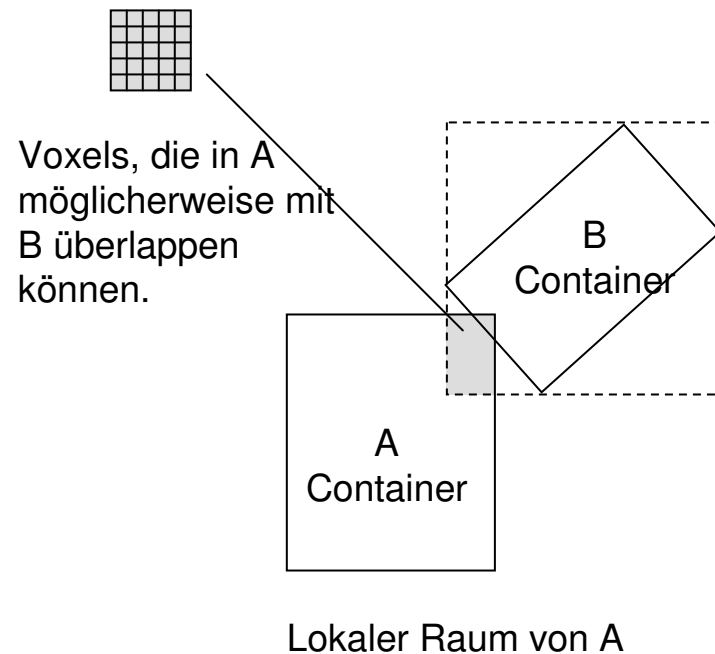 Voxels, die in A
möglicherweise mit
B überlappen
können.
B
Container
A
Container
Lokaler Raum von A